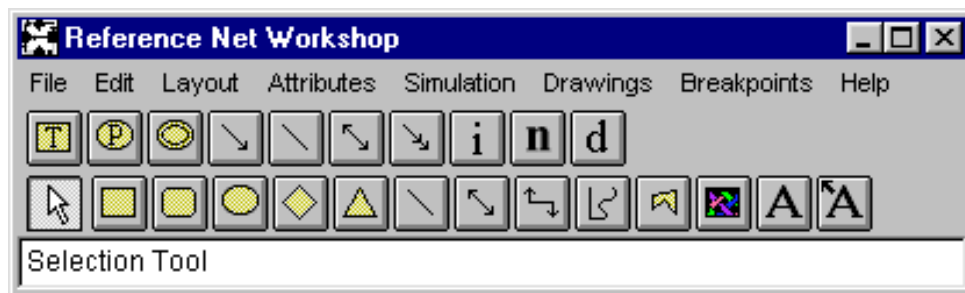 Reference Net Workshop
File Edit Layout Attributes Simulation Drawings Breakpoints Help
T P i n d
A A
Selection Tool